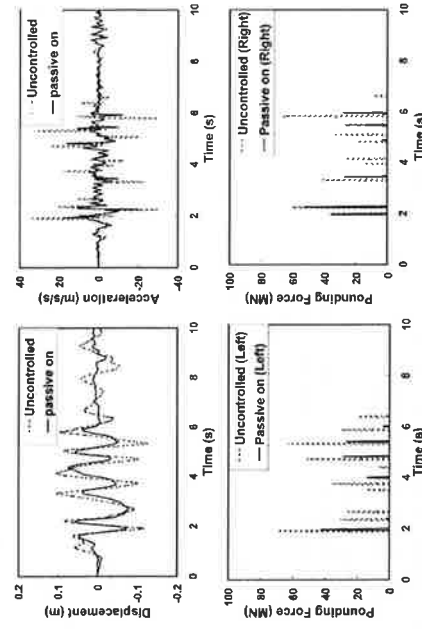 Displacement (m)
0.2
0.1
0
-0.1
-0.2
Uncontrolled
passive on
0 2 4 6 8 10
Time (s)
Acceleration (m/s/s)
40
20
0
-20
-40
Uncontrolled
passive on
0 2 4 6 8 10
Time (s)
Pounding Force (MN)
100
80
60
40
20
0
Uncontrolled (Left)
Passive on (Left)
0 2 4 6 8 10
Time (s)
Pounding Force (MN)
100
80
60
40
20
0
Uncontrolled (Right)
Passive on (Right)
0 2 4 6 8 10
Time (s)